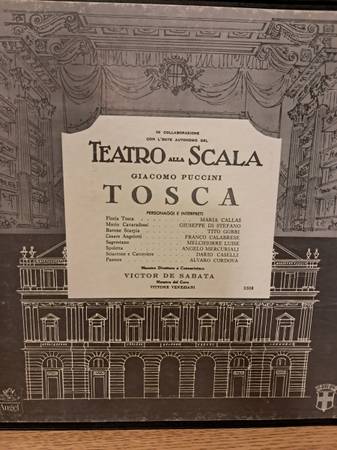 IN COLLABORAZIONE
CON L'ENTE AUTONOMO DEL
TEATRO ALLA SCALA
GIACOMO PUCCINI
TOSCA
PERSONAGGI E INTERPRETI
Floria Tosca . . . . . MARIA CALLAS
Mario Cavaradossi . . . GIUSEPPE DI STEFANO
Barone Scarpia . . . . . TITO GOBBI
Cesare Angelotti . . . FRANCO CALABRESE
Sagrestano . . . . . MELCHIORRE LUISE
Spoletta . . . . . ANGELO MERCURIALI
Sciarrone e Carceriere . . . DARIO CASELLI
Pastore . . . . . ALVARO CORDOVA
Maestro Direttore e Concertatore
VICTOR DE SABATA
Maestro del Coro
VITTORE VENEZIANI
3508
Angel